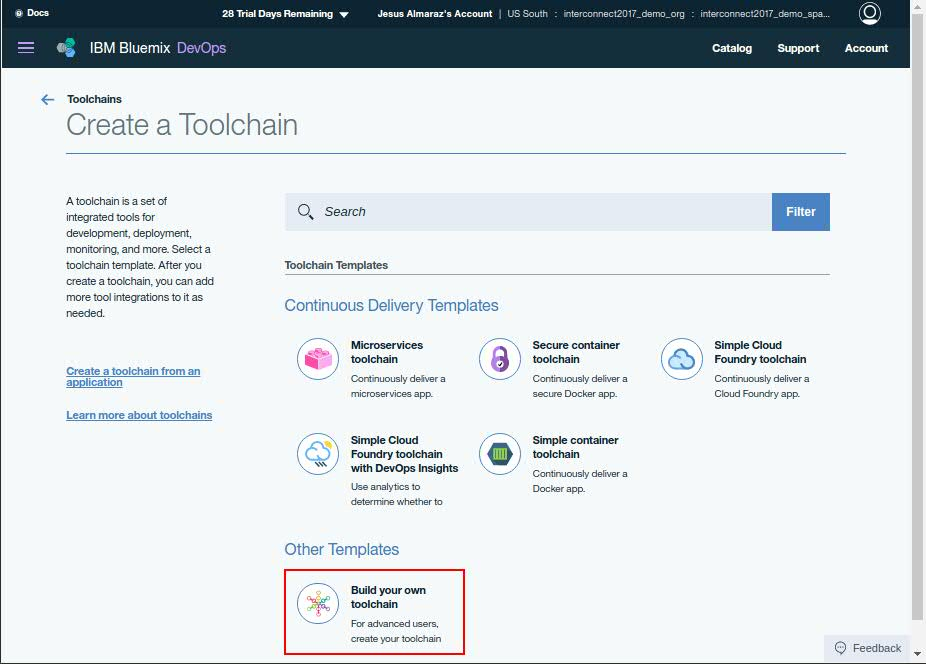 Docs
28 Trial Days Remaining
Jesus Almaraz's Account | US South : interconnect2017_demo_org : interconnect2017_demo_spa...
IBM Bluemix DevOps
Catalog
Support
Account
Toolchains
Create a Toolchain
A toolchain is a set of
integrated tools for
development, deployment,
monitoring, and more. Select a
toolchain template. After you
create a toolchain, you can add
more tool integrations to it as
needed.
Create a toolchain from an
application
Learn more about toolchains
Search
Filter
Toolchain Templates
Continuous Delivery Templates
Microservices
toolchain
Continuously deliver a
microservices app.
Secure container
toolchain
Continuously deliver a
secure Docker app.
Simple Cloud
Foundry toolchain
Continuously deliver a
Cloud Foundry app.
Simple Cloud
Foundry toolchain
with DevOps Insights
Use analytics to
determine whether to
Simple container
toolchain
Continuously deliver a
Docker app.
Other Templates
Build your own
toolchain
For advanced users,
create your toolchain
Feedback